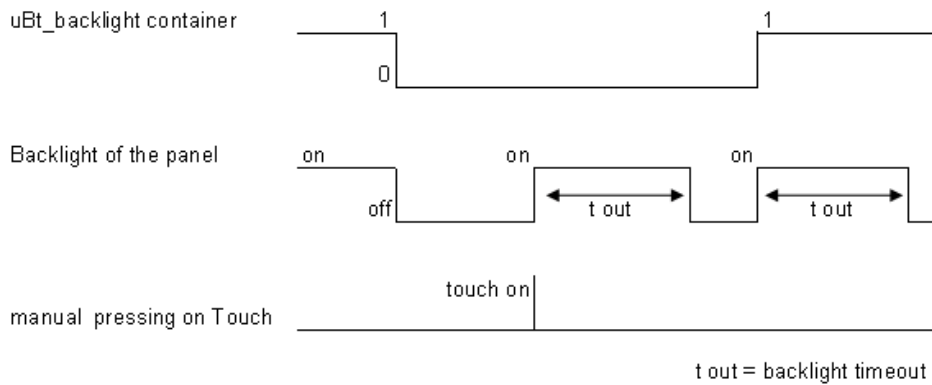 uBt_backlight container
1
1
0
Backlight of the panel
on
on
on
off
t out
t out
touch on
manual pressing on Touch
t out = backlight timeout